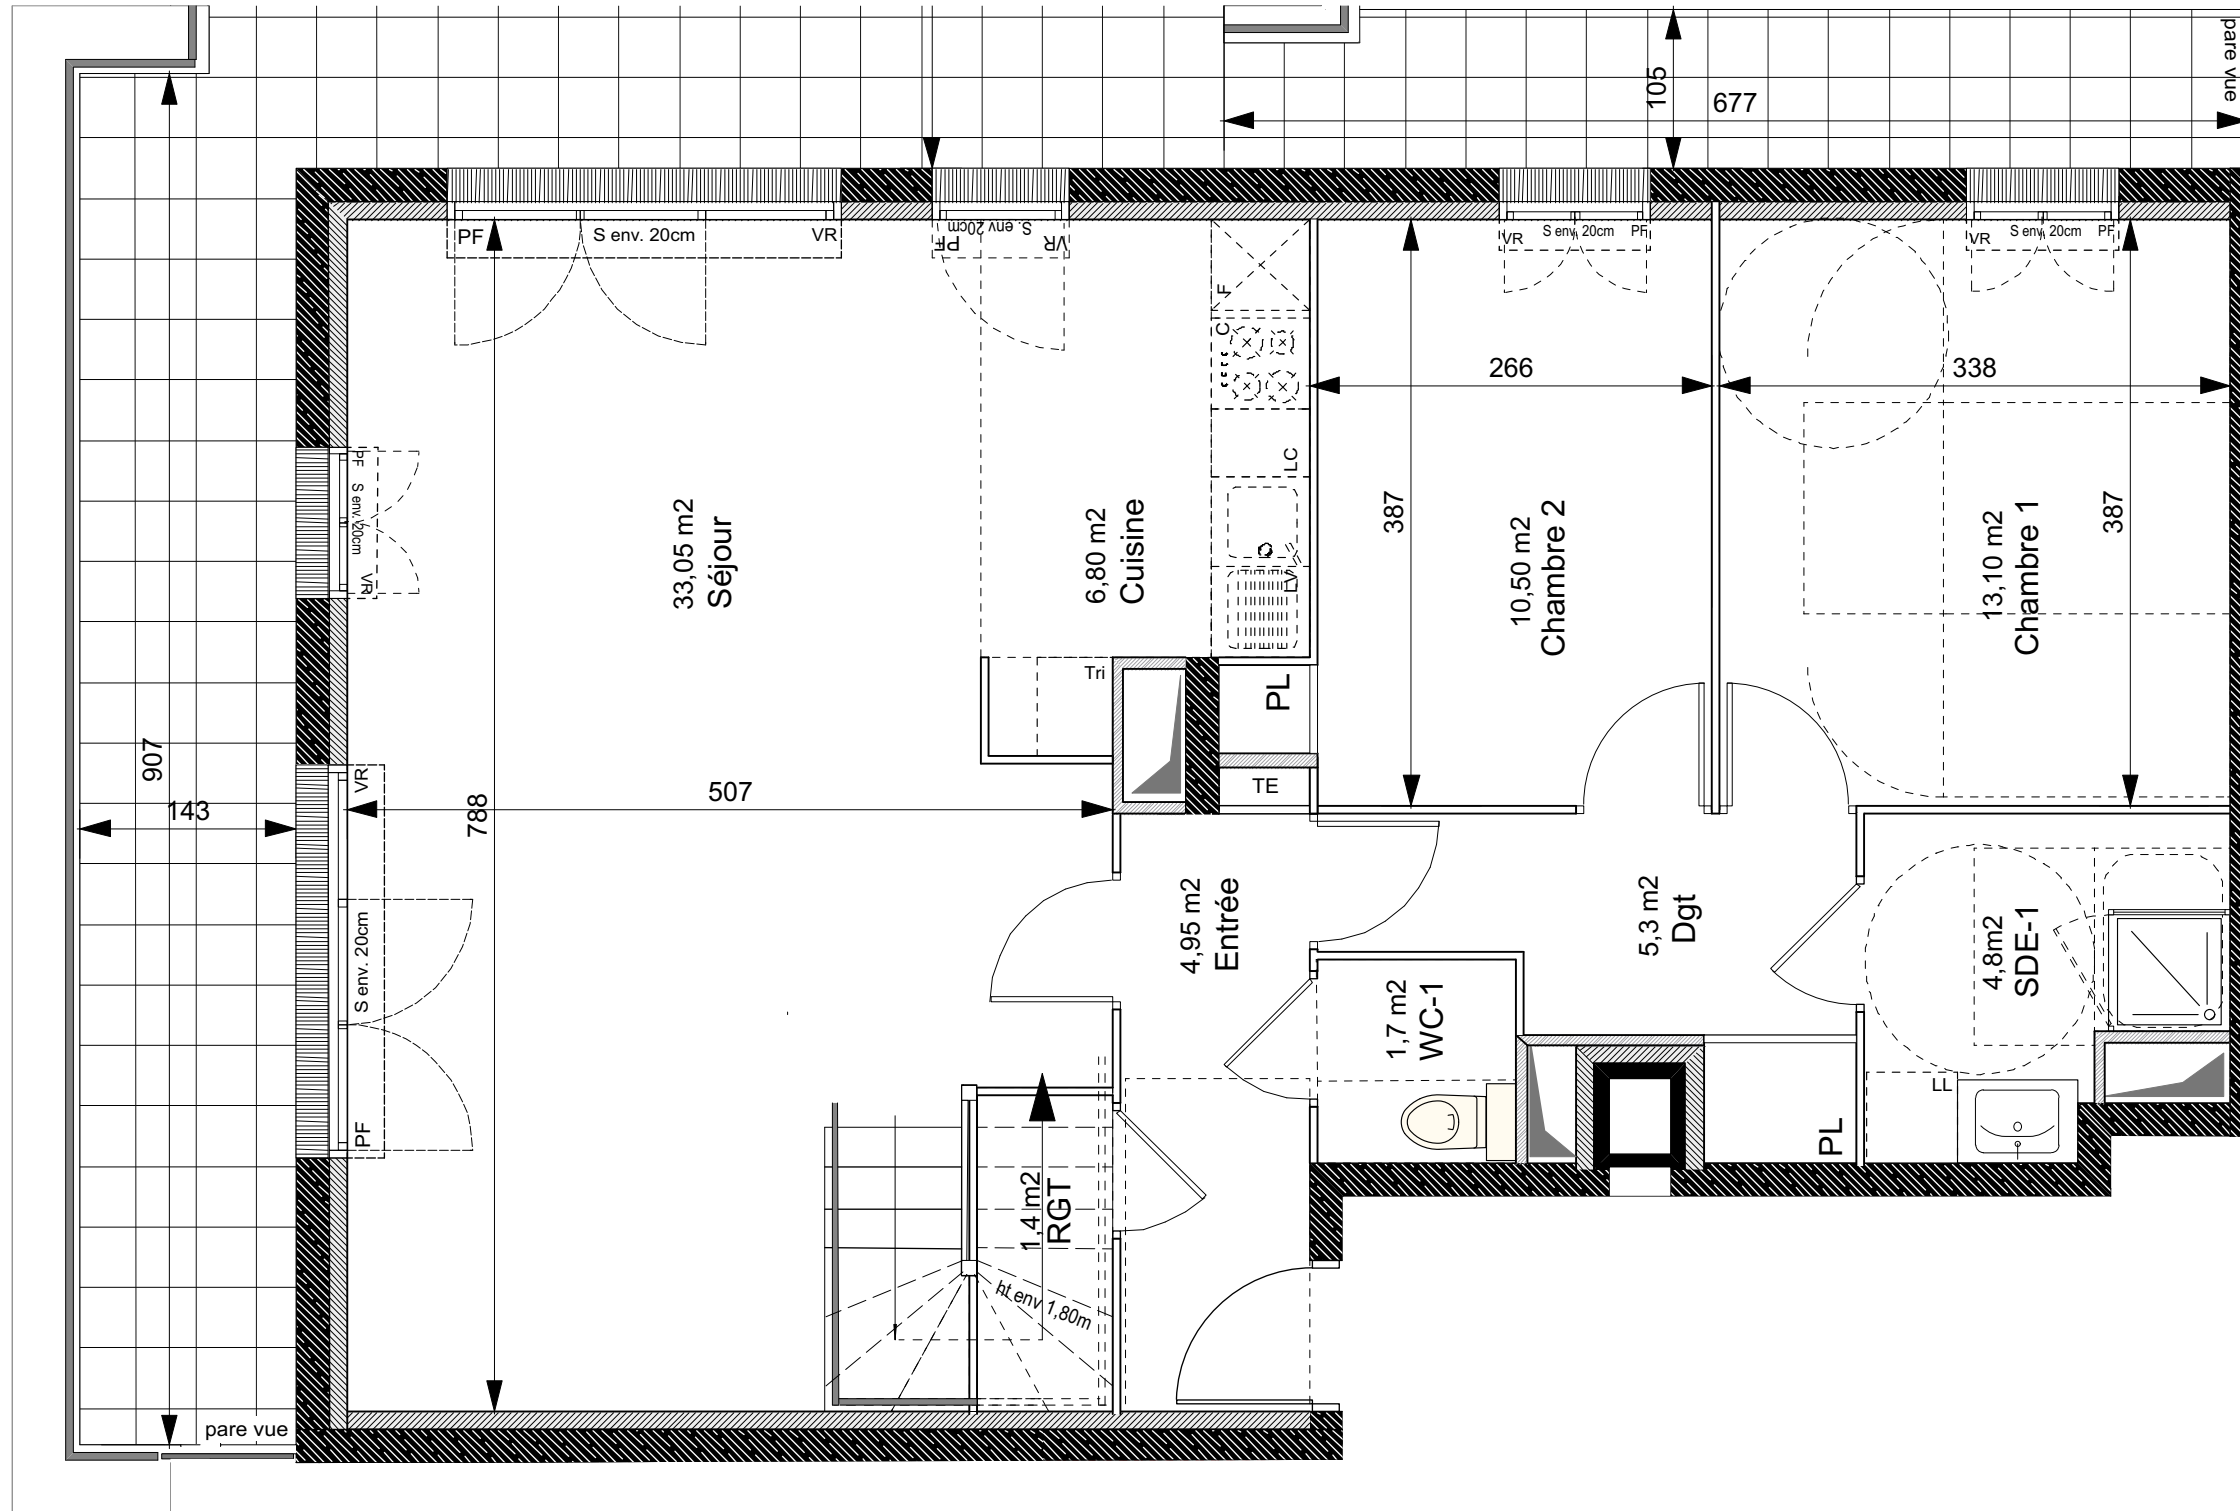 pare vue
105
677
PF
S env. 20cm
VR
PF
S. env 20cm
VR
VR
S env. 20cm
PF
VR
S env. 20cm
PF
F
C
LC
LV
266
338
387
387
PF
S env. 20cm
VR
33,05 m2
Séjour
6,80 m2
Cuisine
10,50 m2
Chambre 2
13,10 m2
Chambre 1
Tri
PL
TE
907
143
788
507
VR
S env. 20cm
PF
4,95 m2
Entrée
5,3 m2
Dgt
4,8m2
SDE-1
1,7 m2
WC-1
LL
PL
1,4 m2
RGT
ht env 1,80m
pare vue